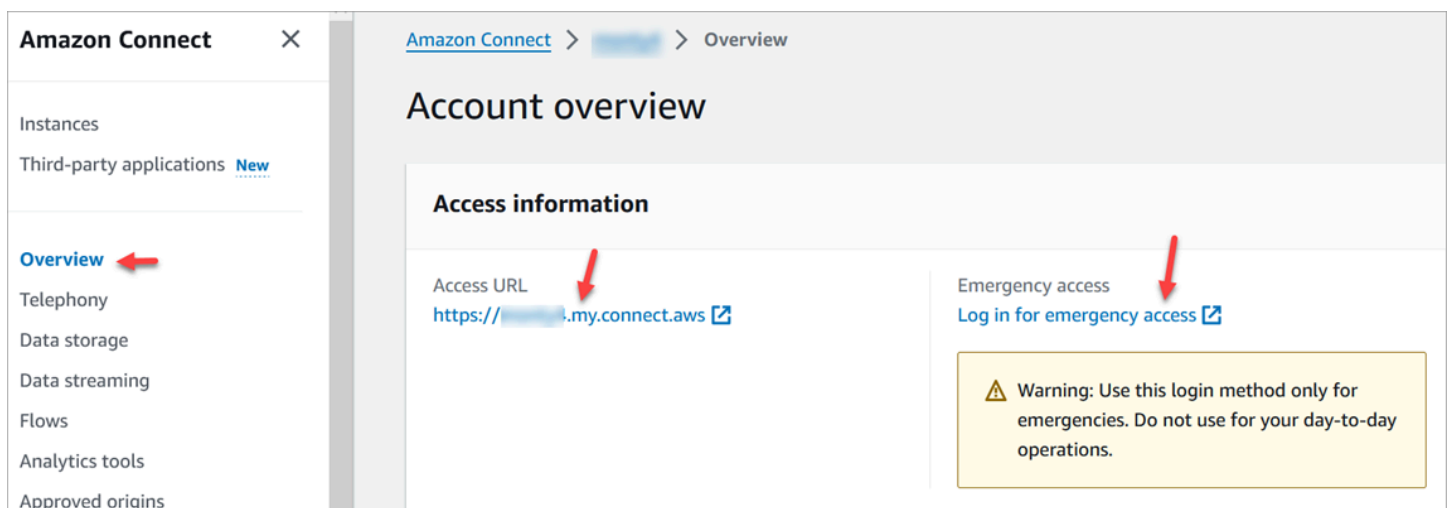 Amazon Connect
Instances
Third-party applications New
Overview
Telephony
Data storage
Data streaming
Flows
Analytics tools
Approved origins
Amazon Connect > > Overview
Account overview
Access information
Access URL
https:// .my.connect.aws
Emergency access
Log in for emergency access
Warning: Use this login method only for
emergencies. Do not use for your day-to-day
operations.